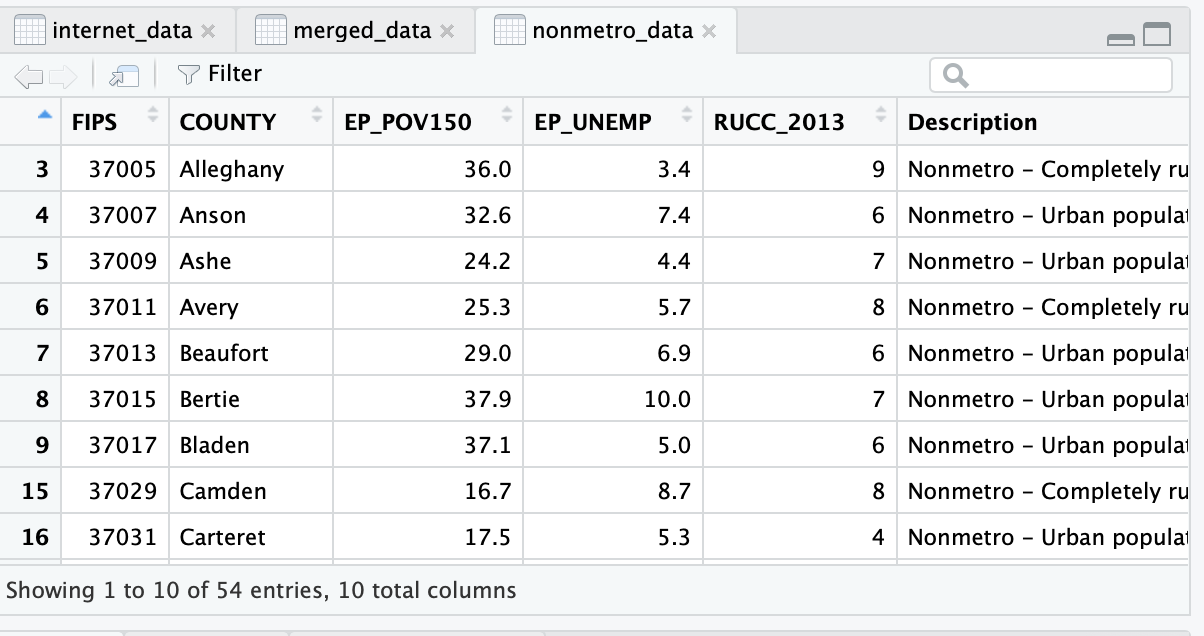 internet_data merged_data nonmetro_data
Filter
FIPS COUNTY EP_POV150 EP_UNEMP RUCC_2013 Description
3 37005 Alleghany 36.0 3.4 9 Nonmetro – Completely ru
4 37007 Anson 32.6 7.4 6 Nonmetro – Urban populat
5 37009 Ashe 24.2 4.4 7 Nonmetro – Urban populat
6 37011 Avery 25.3 5.7 8 Nonmetro – Completely ru
7 37013 Beaufort 29.0 6.9 6 Nonmetro – Urban populat
8 37015 Bertie 37.9 10.0 7 Nonmetro – Urban populat
9 37017 Bladen 37.1 5.0 6 Nonmetro – Urban populat
15 37029 Camden 16.7 8.7 8 Nonmetro – Completely ru
16 37031 Carteret 17.5 5.3 4 Nonmetro – Urban populat
Showing 1 to 10 of 54 entries, 10 total columns